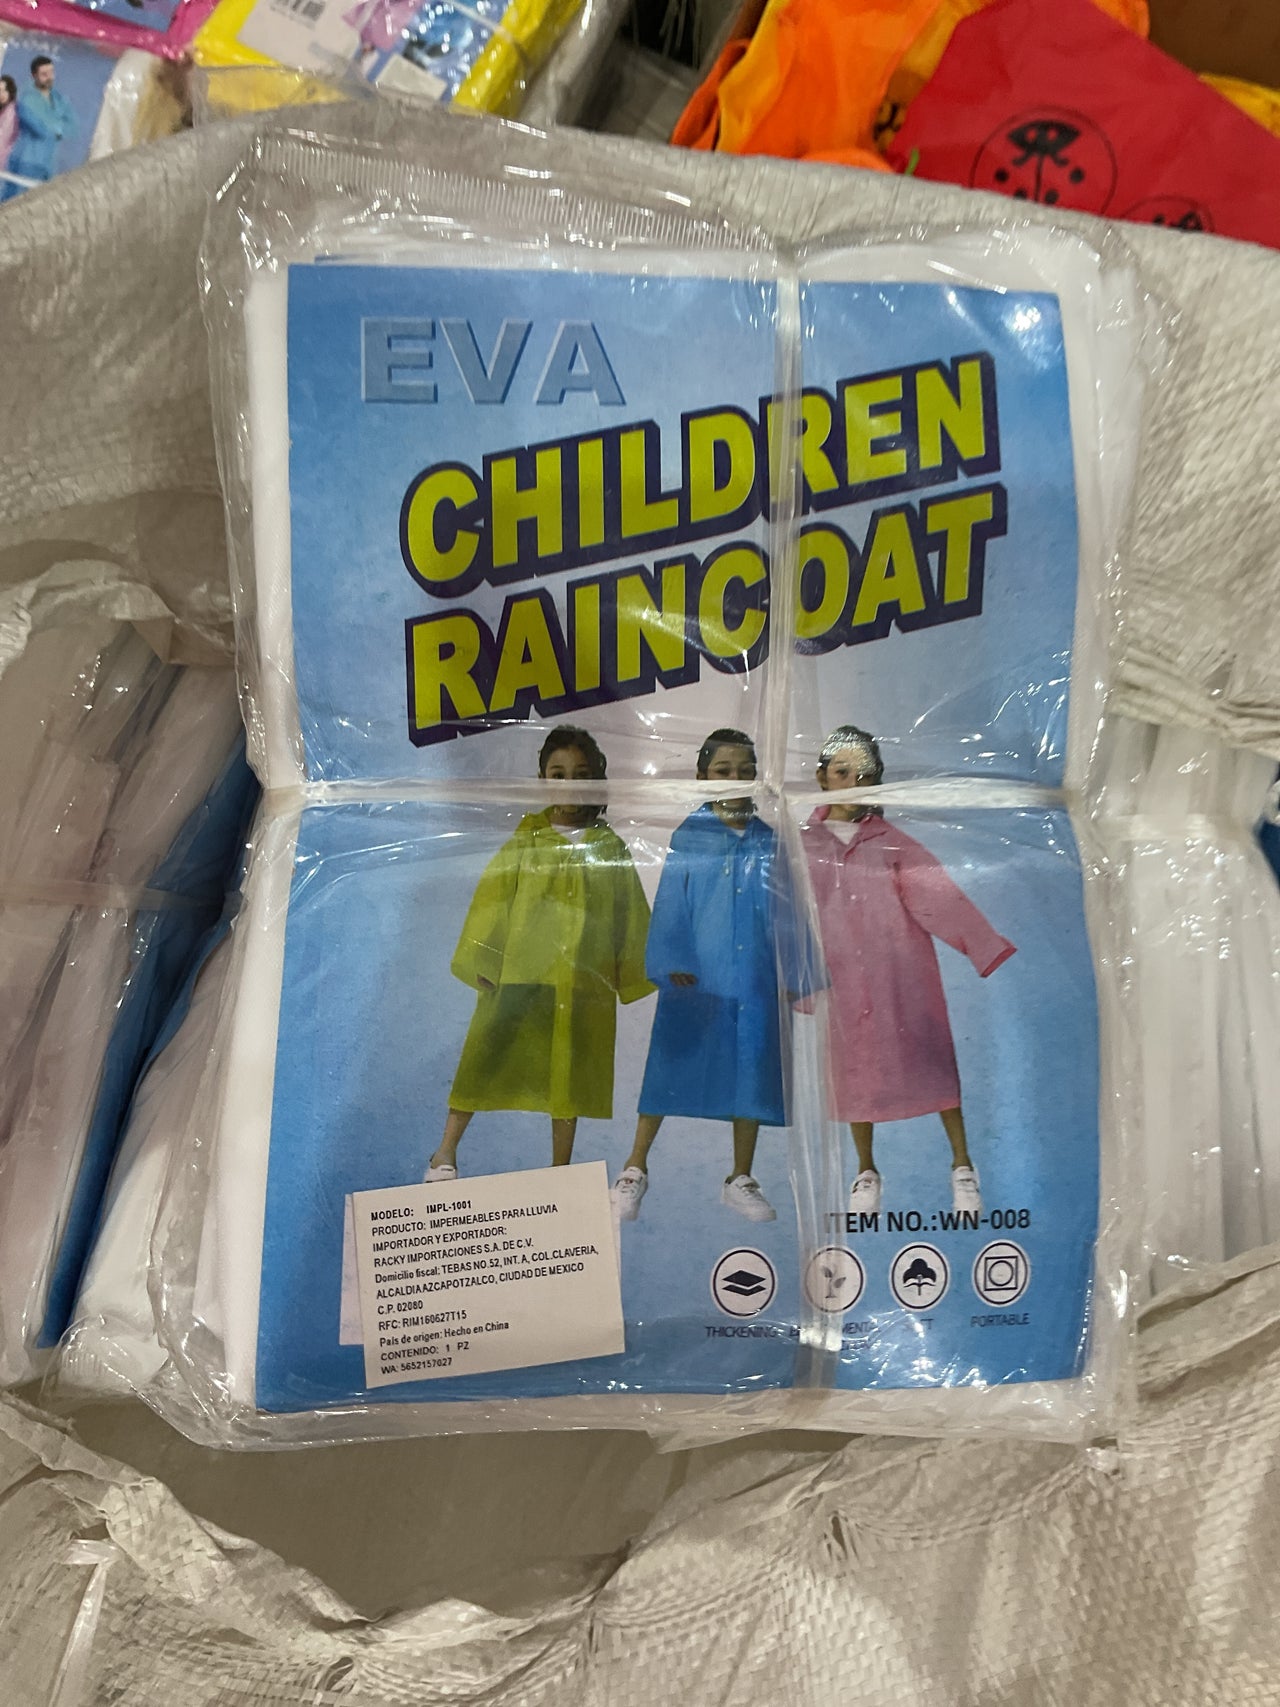 EVA
CHILDREN
RAINCOAT
MODELO: IMPL-1001
PRODUCTO: IMPERMEABLES PARA LLUVIA
IMPORTADOR Y EXPORTADOR:
RACKY IMPORTACIONES S.A. DE C.V.
Domicilio fiscal: TEBAS NO.52, INT. A, COL.CLAVERIA,
ALCALDIA AZCAPOTZALCO, CIUDAD DE MEXICO
C.P. 02080
RFC: RIM160627T15
País de origen: Hecho en China
CONTENIDO: 1 PZ
WA: 5652157027
ITEM NO.:WN-008
THICKENING
PORTABLE